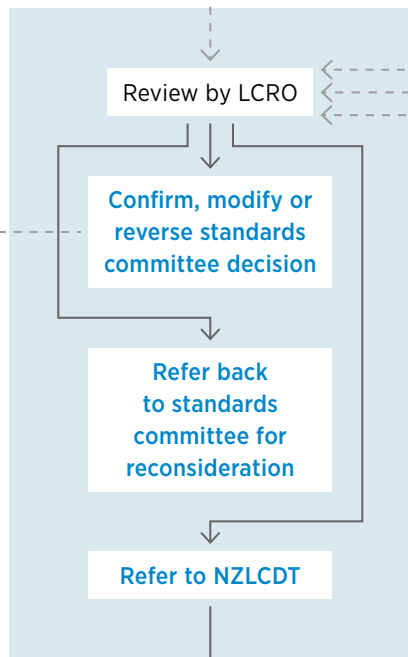 Review by LCRO
Confirm, modify or
reverse standards
committee decision
Refer back
to standards
committee for
reconsideration
Refer to NZLCDT